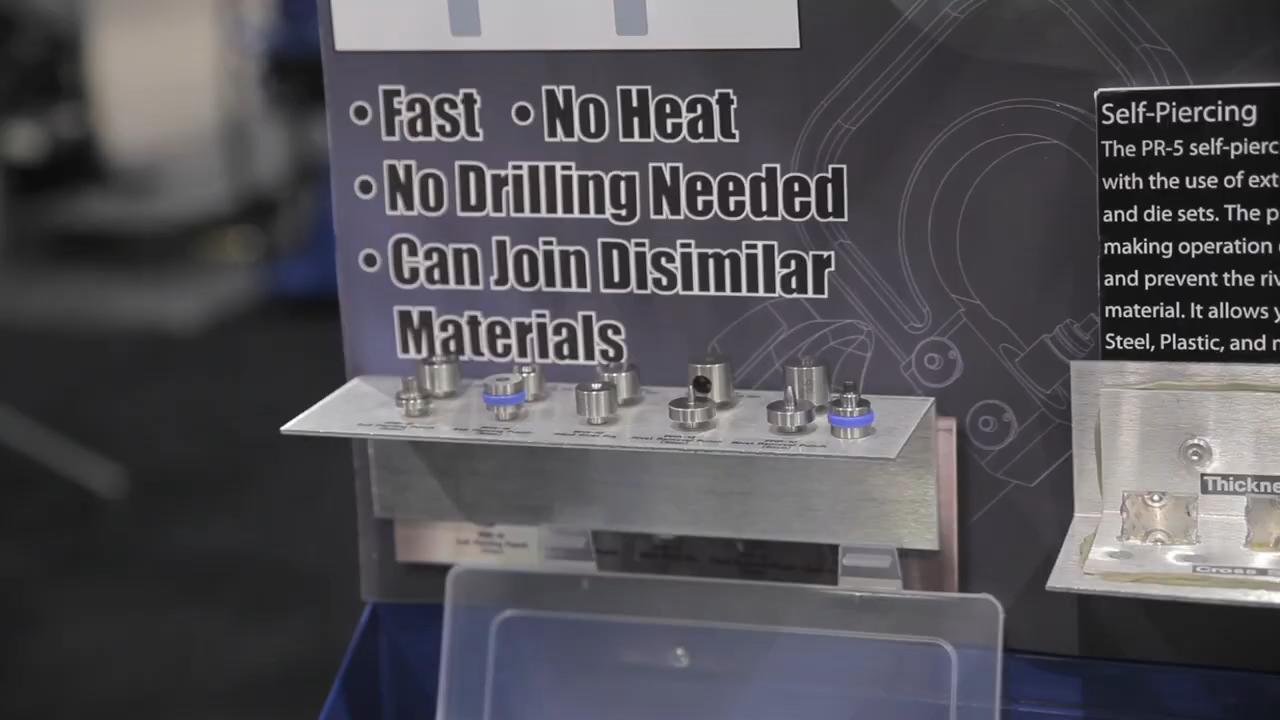 • Fast • No Heat
• No Drilling Needed
• Can Join Disimilar
Materials
Self-Piercing
The PR-5 self-pierc
with the use of ext
and die sets. The p
making operation
and prevent the riv
material. It allows y
Steel, Plastic, and
Thickne
Cross